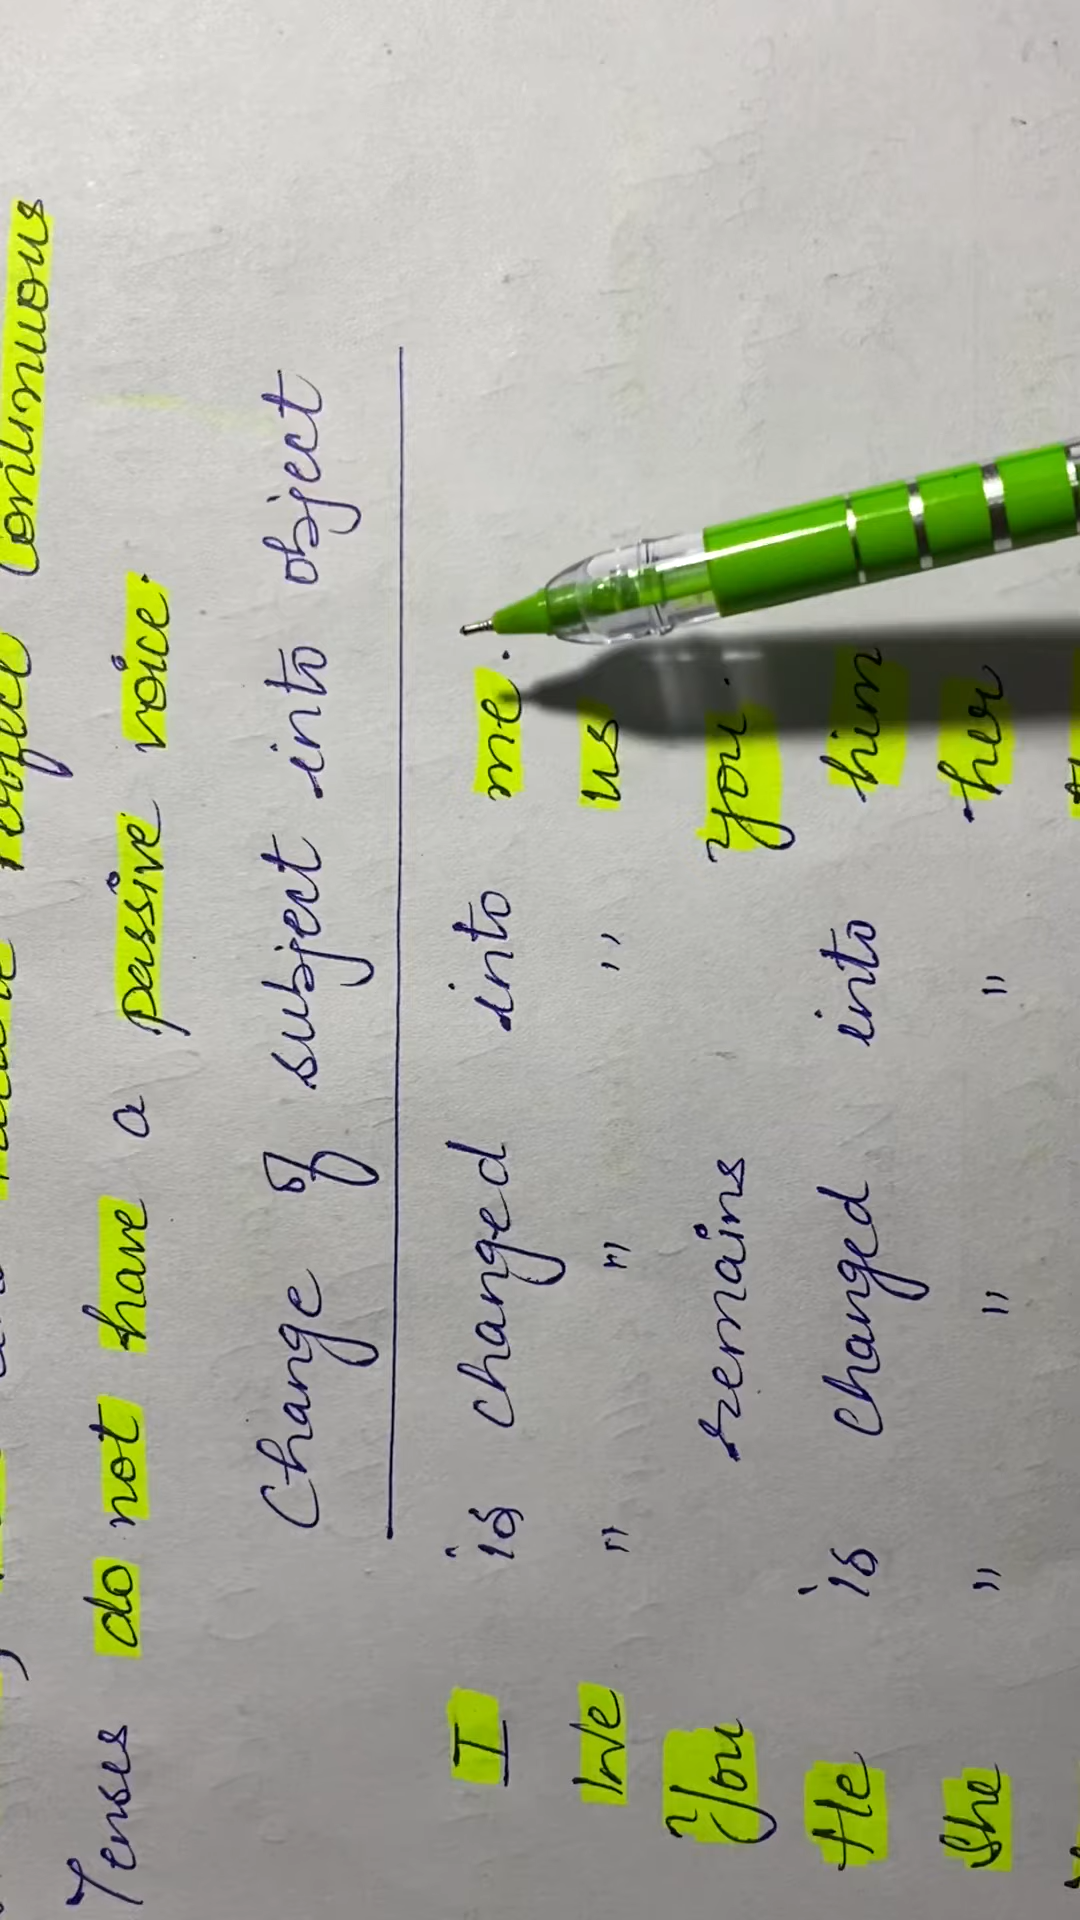 Continuous
Tenses do not have a passive voice.
Change of subject into object
I is changed into me.
We " " " us
You remains you.
He is changed into him
She " " " her